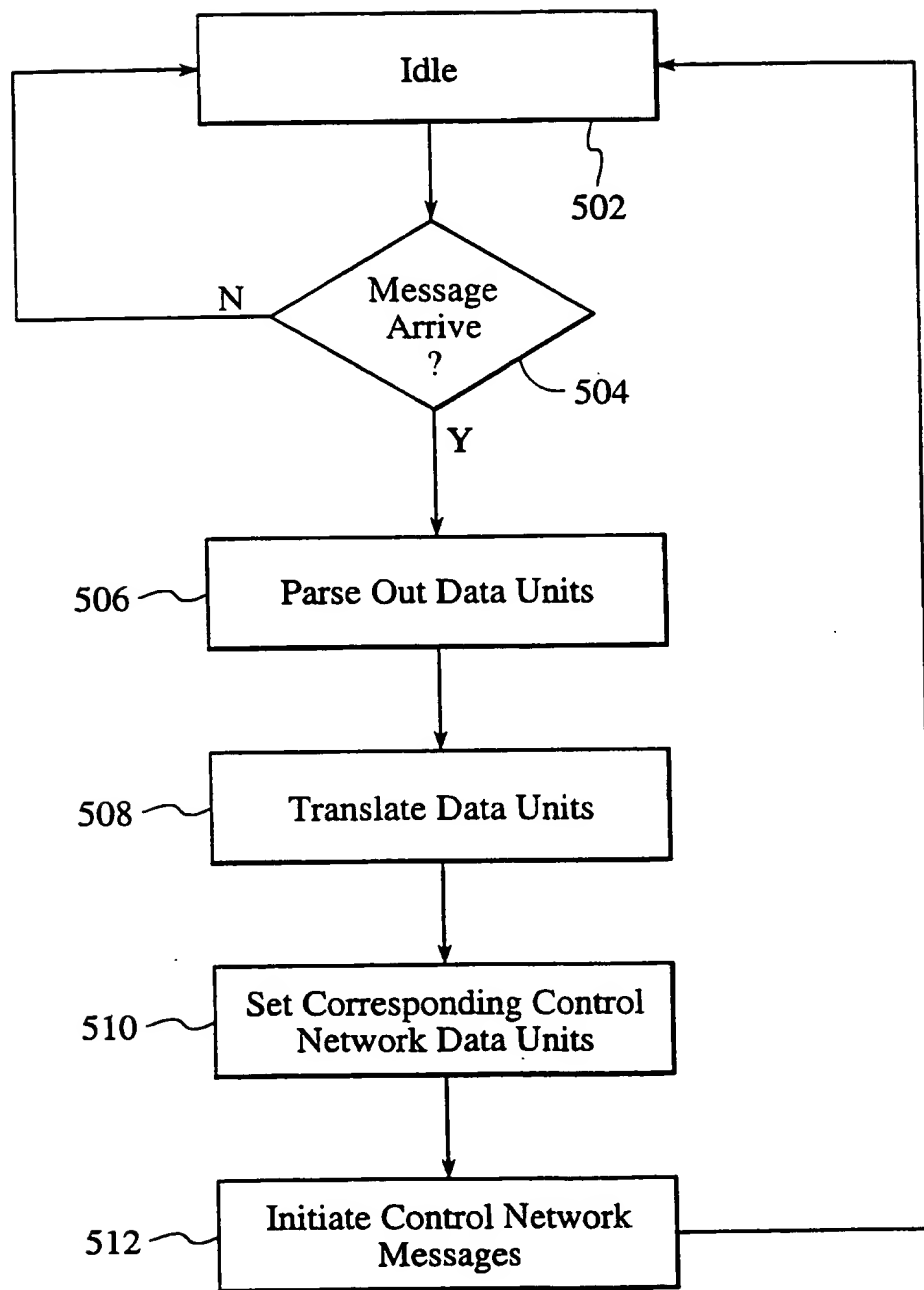 Idle
502
Message
Arrive
?
N
504
Y
506
Parse Out Data Units
508
Translate Data Units
510
Set Corresponding Control
Network Data Units
512
Initiate Control Network
Messages